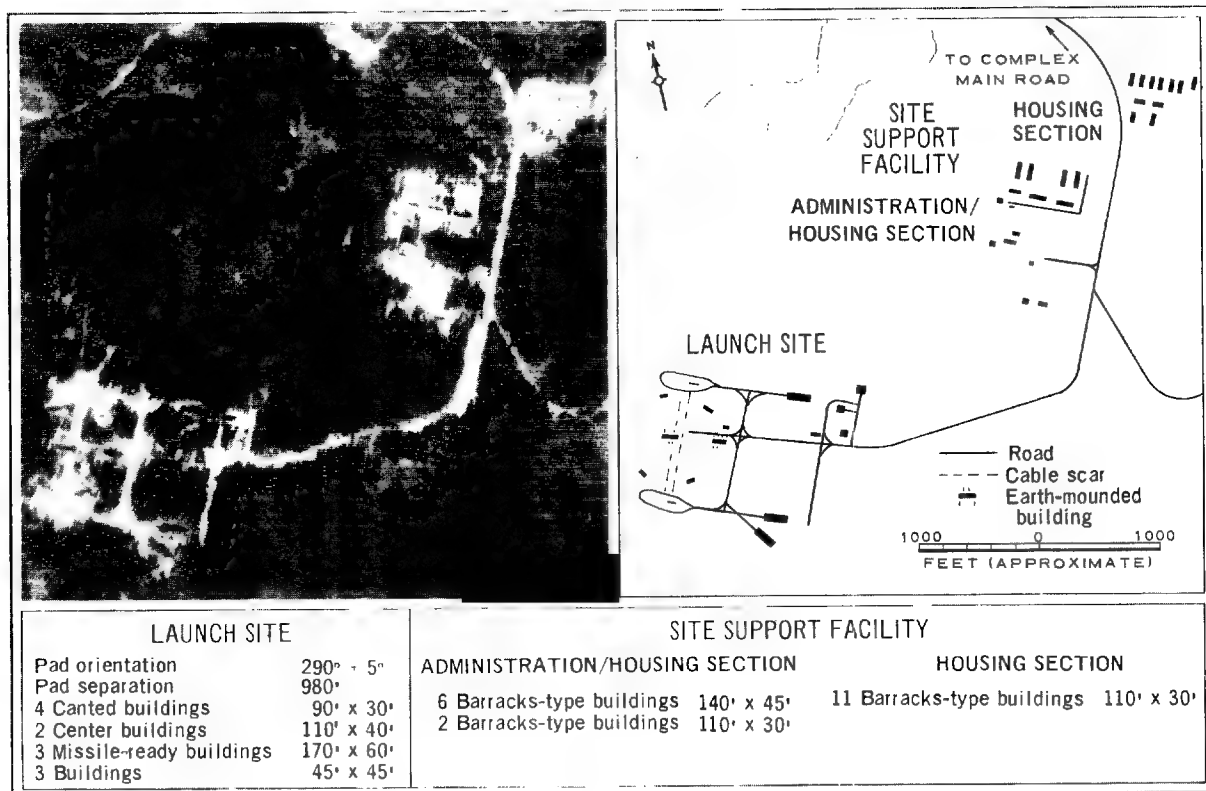 N
TO COMPLEX
MAIN ROAD
HOUSING
SECTION
SITE
SUPPORT
FACILITY
ADMINISTRATION/
HOUSING SECTION
LAUNCH SITE
Road
Cable scar
Earth-mounded
building
1000 0 1000
FEET (APPROXIMATE)
LAUNCH SITE
Pad orientation 290° + 5°
Pad separation 980'
4 Canted buildings 90' x 30'
2 Center buildings 110' x 40'
3 Missile-ready buildings 170' x 60'
3 Buildings 45' x 45'
SITE SUPPORT FACILITY
ADMINISTRATION/HOUSING SECTION
6 Barracks-type buildings 140' x 45'
2 Barracks-type buildings 110' x 30'
HOUSING SECTION
11 Barracks-type buildings 110' x 30'